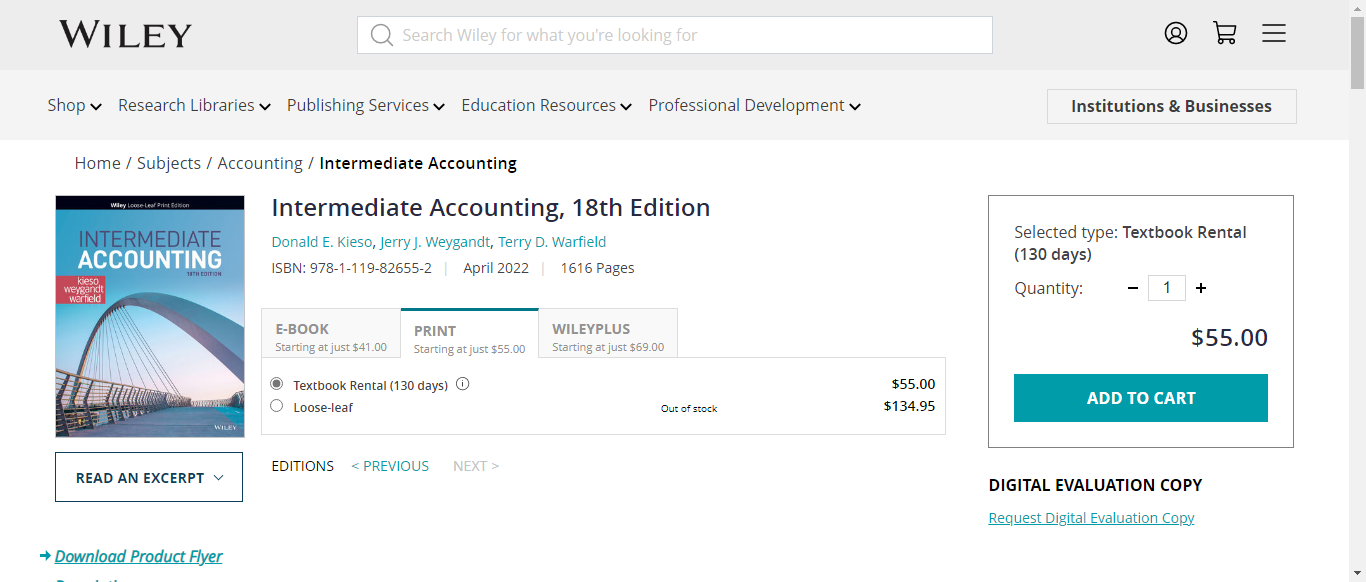 WILEY
Search Wiley for what you're looking for
Shop Research Libraries Publishing Services Education Resources Professional Development
Institutions & Businesses
Home / Subjects / Accounting / Intermediate Accounting
Wiley Loose-Leaf Print Edition
INTERMEDIATE
ACCOUNTING
18TH EDITION
kieso
weygandt
warfield
WILEY
READ AN EXCERPT
Intermediate Accounting, 18th Edition
Donald E. Kieso, Jerry J. Weygandt, Terry D. Warfield
ISBN: 978-1-119-82655-2 | April 2022 | 1616 Pages
E-BOOK
Starting at just $41.00
PRINT
Starting at just $55.00
WILEYPLUS
Starting at just $69.00
Textbook Rental (130 days) $55.00
Loose-leaf Out of stock $134.95
EDITIONS < PREVIOUS NEXT >
Selected type: Textbook Rental
(130 days)
Quantity: − 1 +
$55.00
ADD TO CART
DIGITAL EVALUATION COPY
Request Digital Evaluation Copy
Download Product Flyer